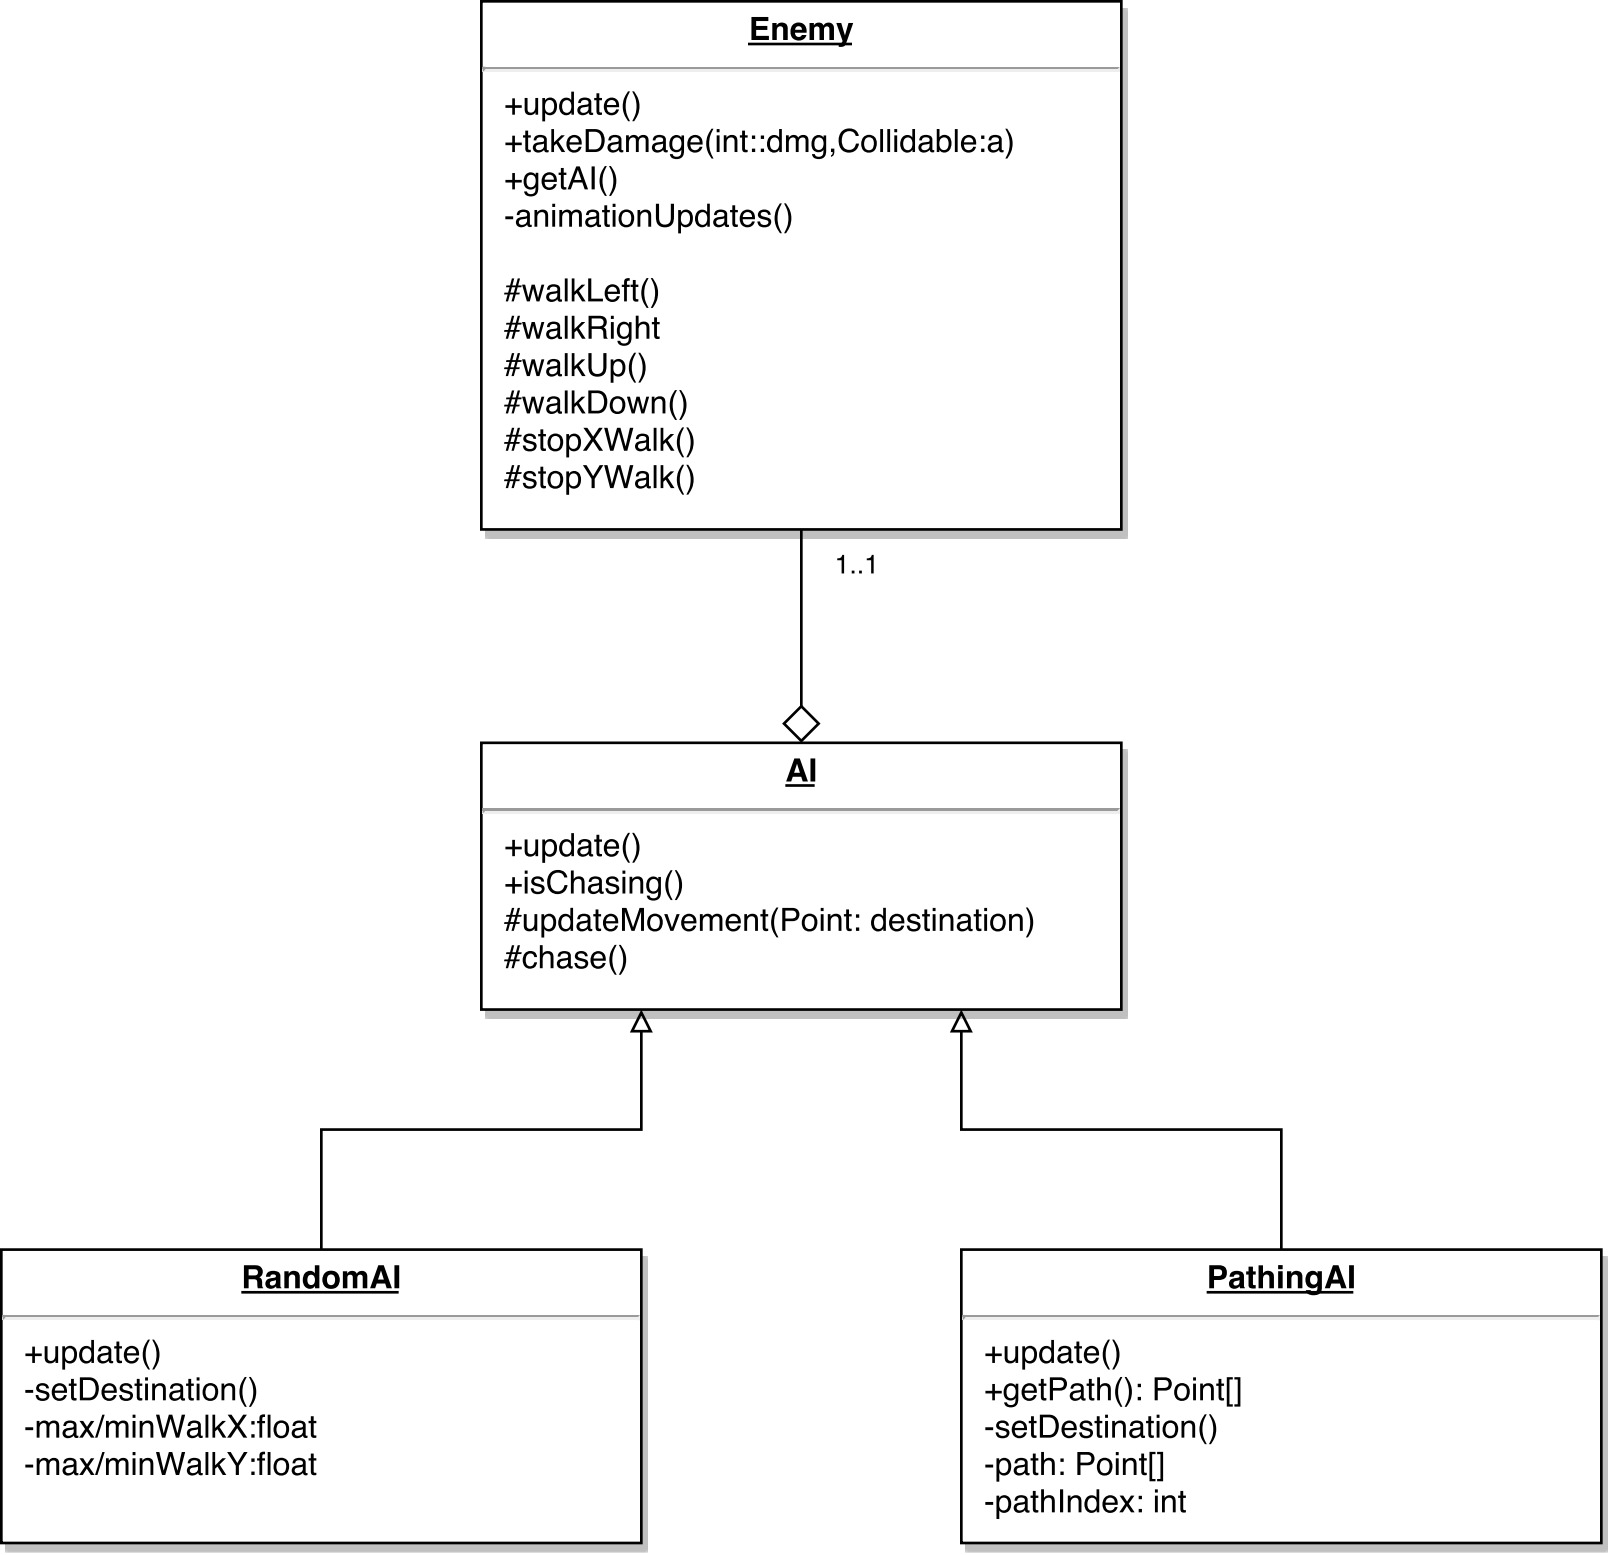 Enemy
+update()
+takeDamage(int::dmg,Collidable:a)
+getAI()
-animationUpdates()
#walkLeft()
#walkRight
#walkUp()
#walkDown()
#stopXWalk()
#stopYWalk()
1..1
AI
+update()
+isChasing()
#updateMovement(Point: destination)
#chase()
RandomAI
+update()
-setDestination()
-max/minWalkX:float
-max/minWalkY:float
PathingAI
+update()
+getPath(): Point[]
-setDestination()
-path: Point[]
-pathIndex: int